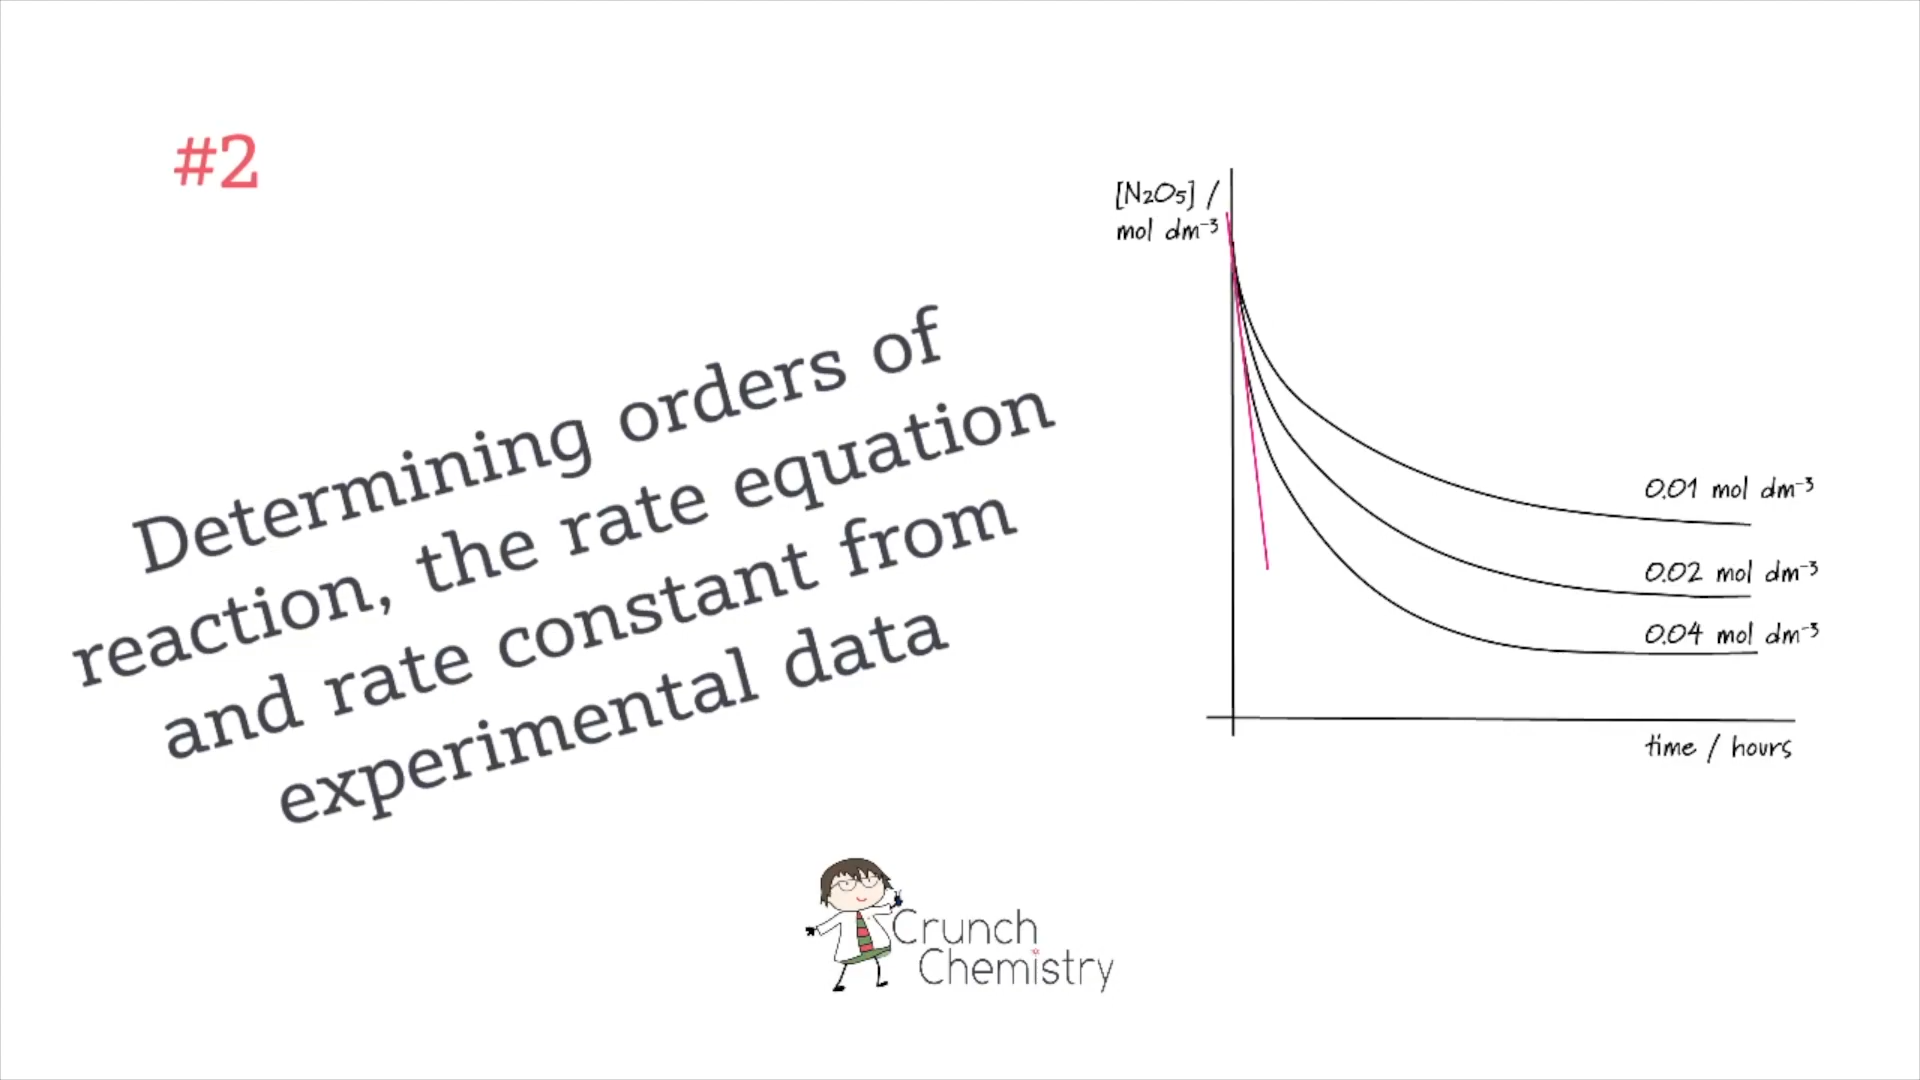 #2
Determining orders of
reaction, the rate equation
and rate constant from
experimental data
[N₂O₅] /
mol dm⁻³
0.01 mol dm⁻³
0.02 mol dm⁻³
0.04 mol dm⁻³
time / hours
Crunch
Chemistry